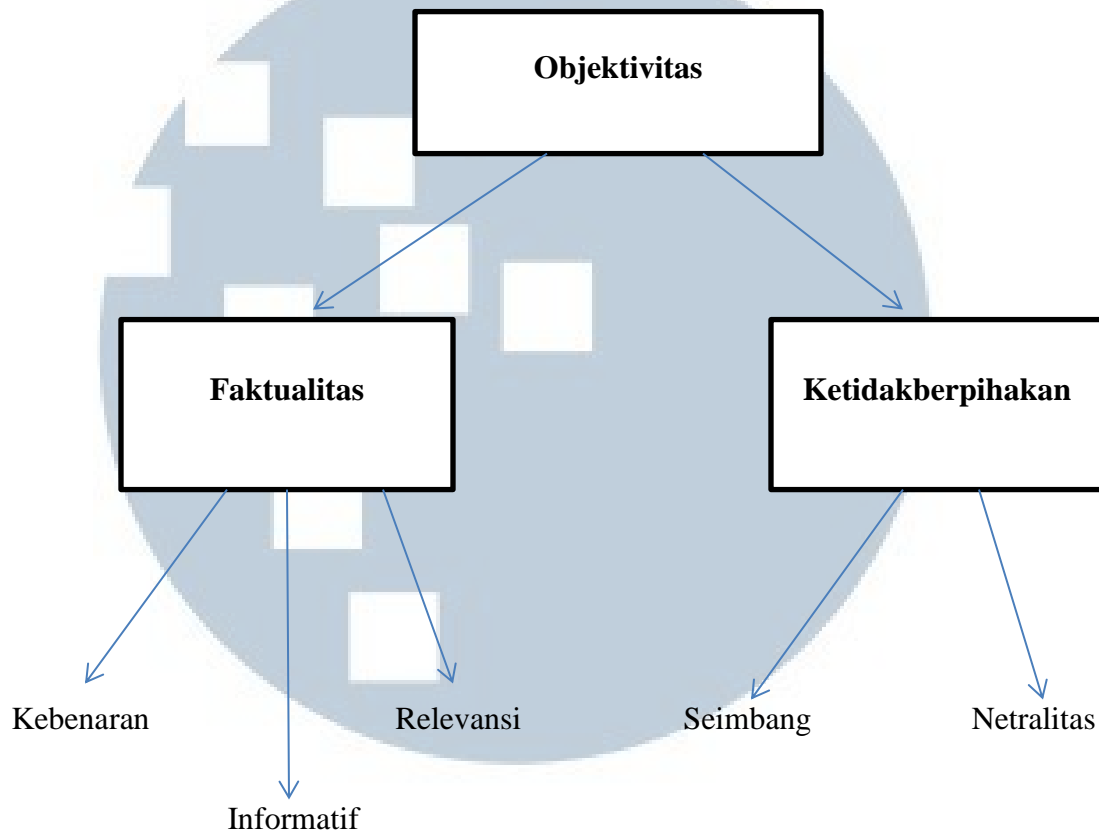 Objektivitas
Faktualitas
Ketidakberpihakan
Kebenaran
Relevansi
Seimbang
Netralitas
Informatif